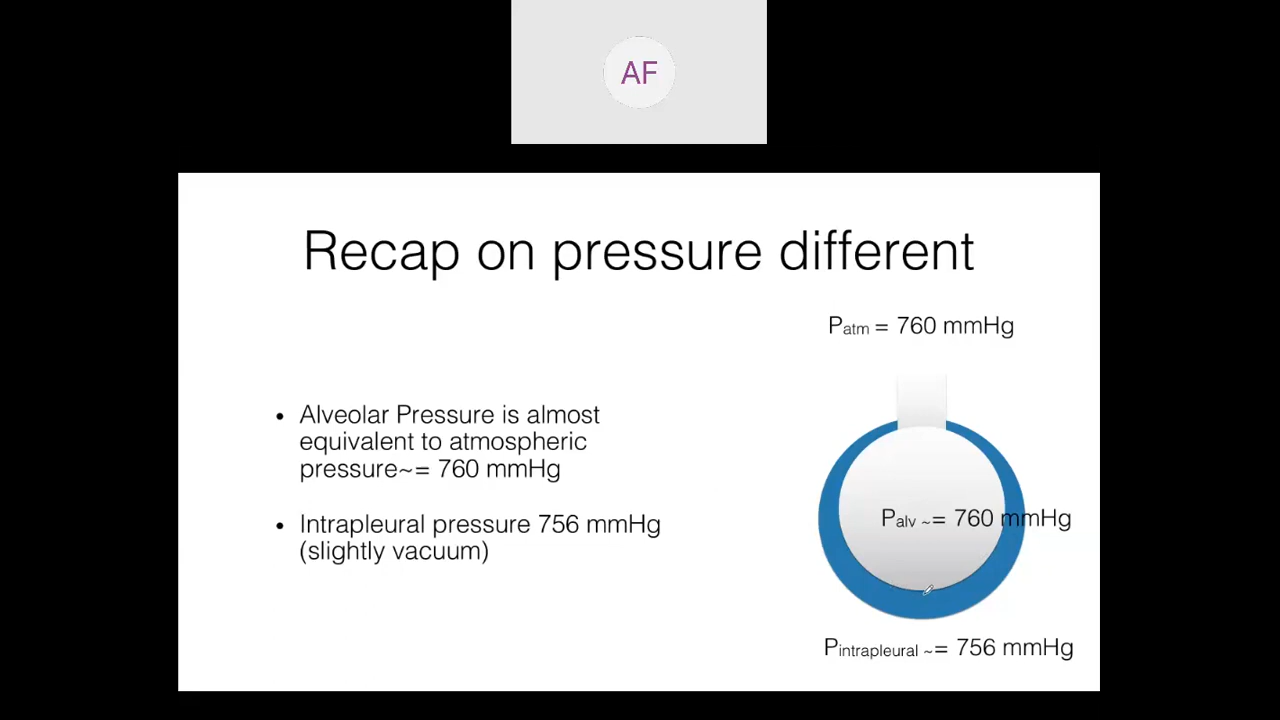 AF
Recap on pressure different
Patm = 760 mmHg
• Alveolar Pressure is almost
equivalent to atmospheric
pressure~= 760 mmHg
• Intrapleural pressure 756 mmHg
(slightly vacuum)
Palv ~= 760 mmHg
Pintrapleural ~= 756 mmHg